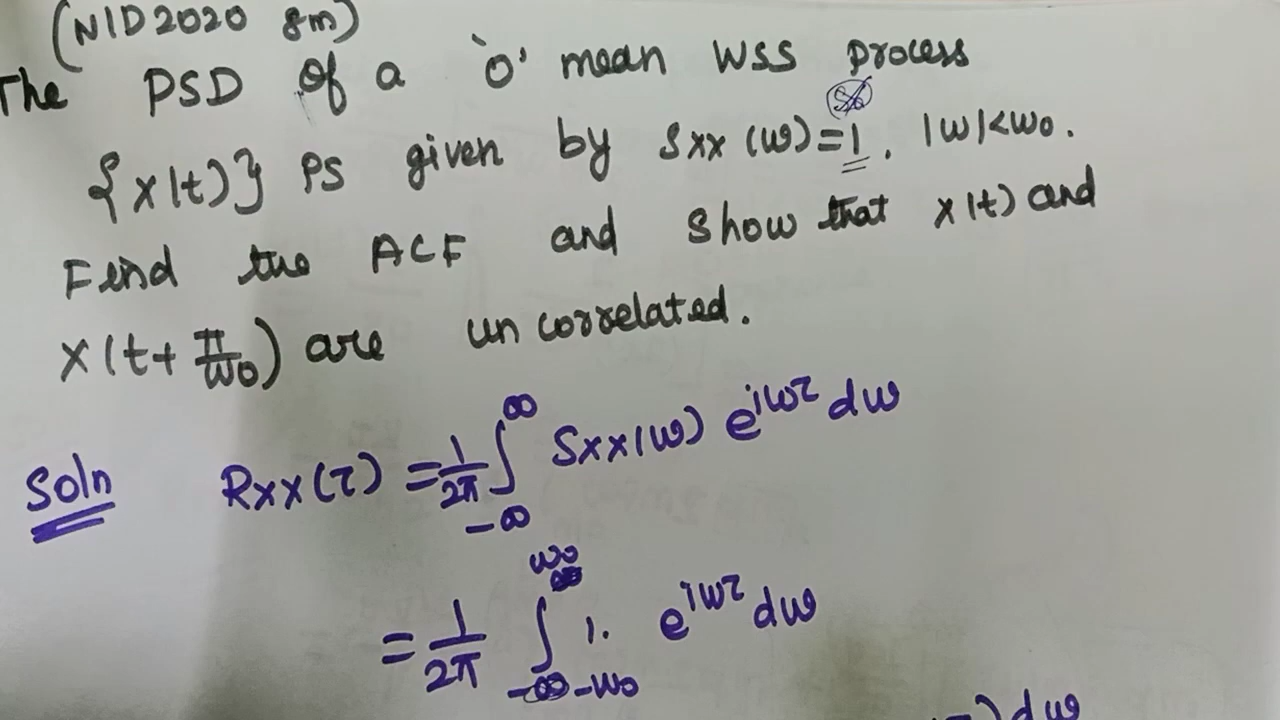 (N/D 2020 8m)
The PSD of a '0' mean WSS process
{X(t)} is given by Sxx(ω) = 1, |ω| < ω₀.
Find the ACF and show that X(t) and
X(t + π/ω₀) are uncorrelated.
Soln Rxx(τ) = 1/2π ∫_{-∞}^{∞} Sxx(ω) e^{iωτ} dω
= 1/2π ∫_{-ω₀}^{ω₀} 1. e^{iωτ} dω
) dω